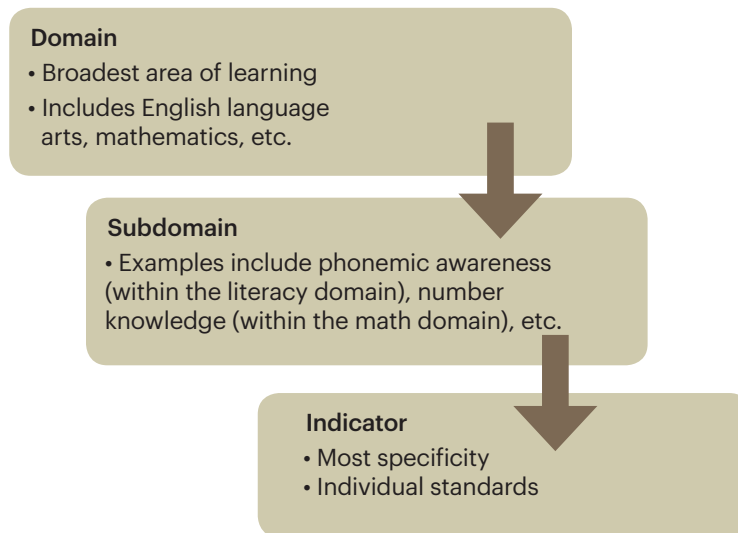 Domain
• Broadest area of learning
• Includes English language
arts, mathematics, etc.
Subdomain
• Examples include phonemic awareness
(within the literacy domain), number
knowledge (within the math domain), etc.
Indicator
• Most specificity
• Individual standards